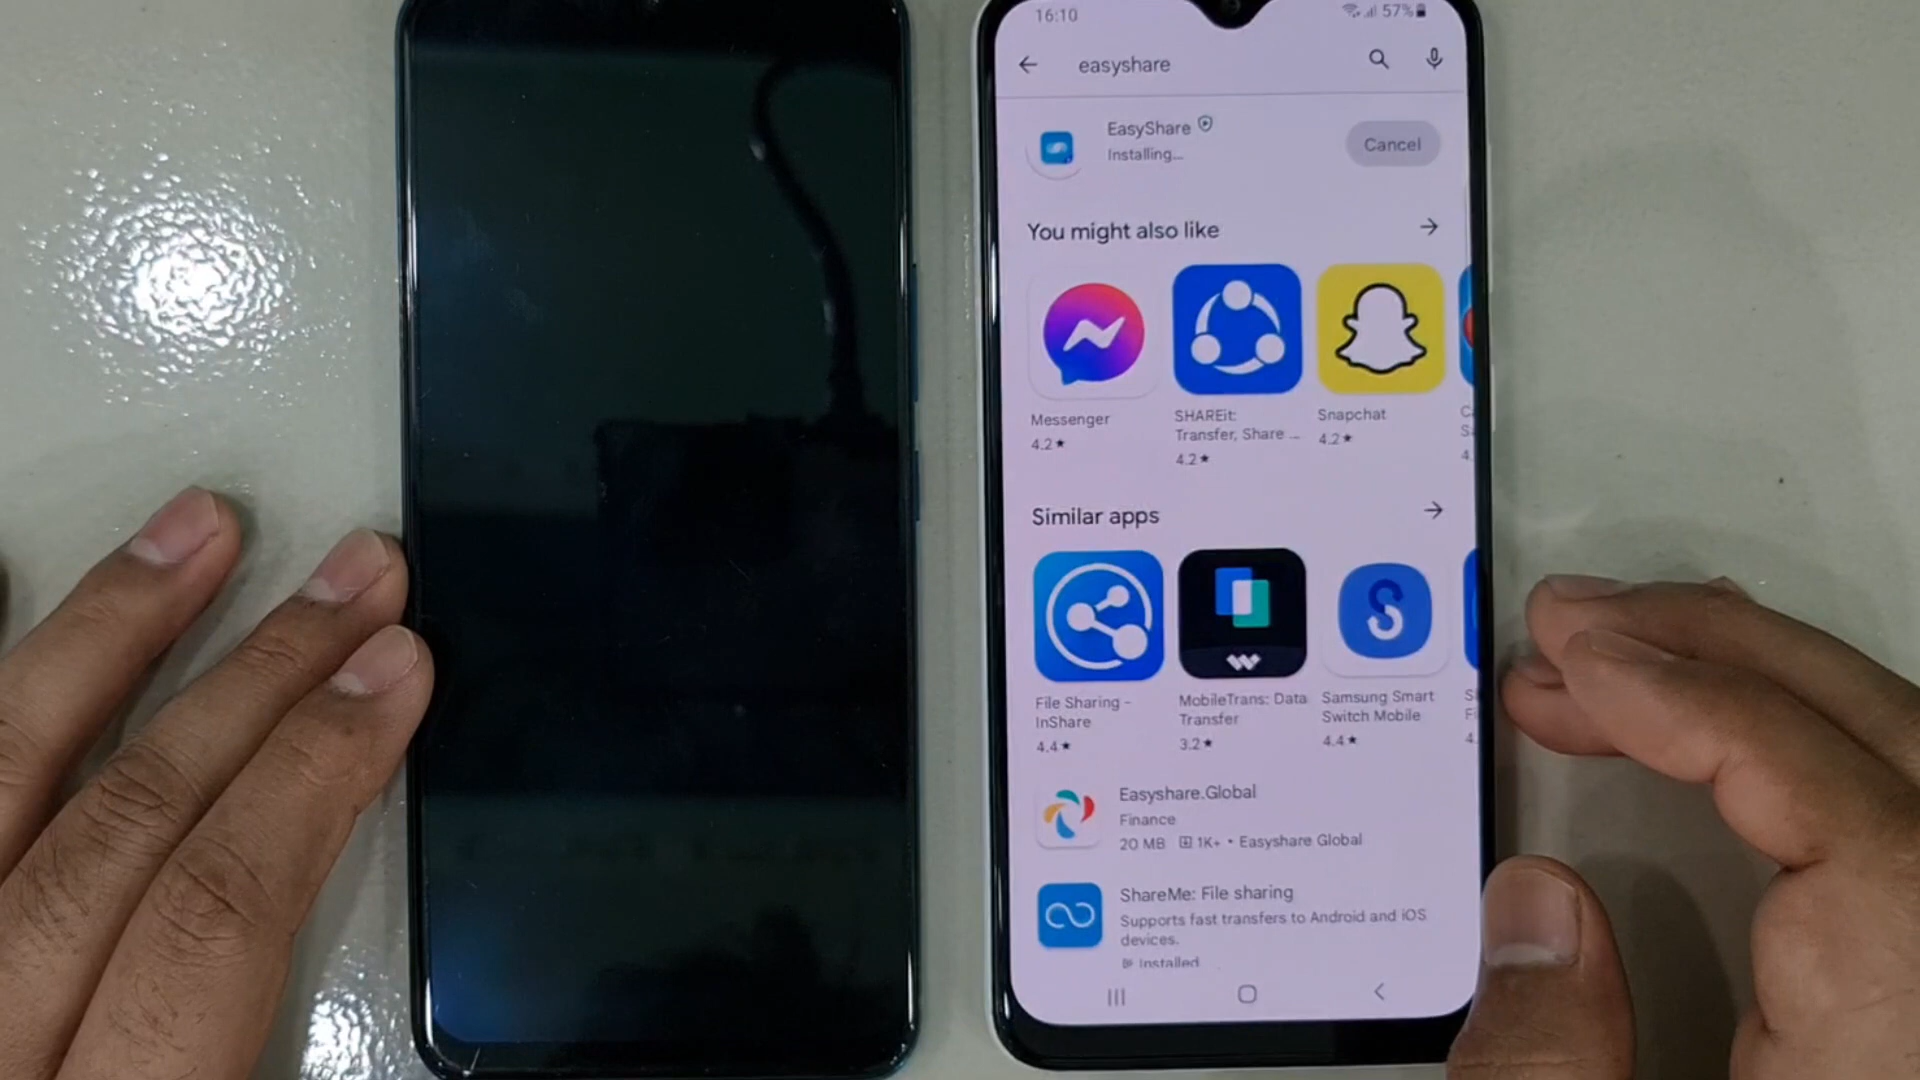 16:10
57%
easyshare
EasyShare
Installing...
Cancel
You might also like
Messenger
4.2★
SHAREit:
Transfer, Share ...
4.2★
Snapchat
4.2★
C
S
4.
Similar apps
File Sharing -
InShare
4.4★
MobileTrans: Data
Transfer
3.2★
Samsung Smart
Switch Mobile
4.4★
S
Fi
4.
Easyshare.Global
Finance
20 MB 1K+ • Easyshare Global
ShareMe: File sharing
Supports fast transfers to Android and iOS
devices.
Installed